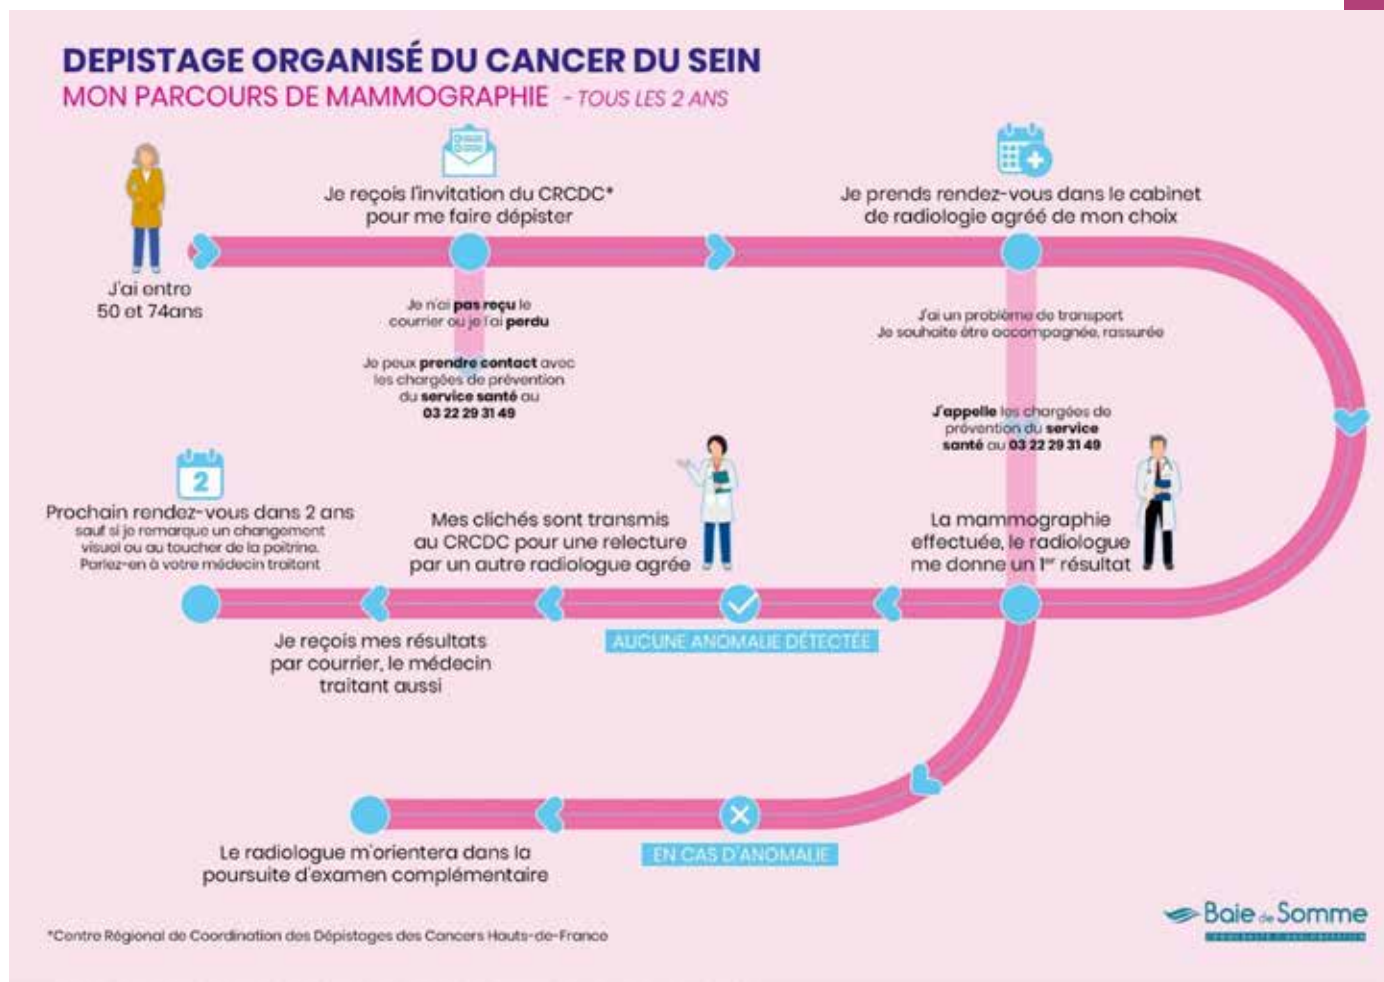 DEPISTAGE ORGANISÉ DU CANCER DU SEIN
MON PARCOURS DE MAMMOGRAPHIE - TOUS LES 2 ANS
J'ai entre
50 et 74ans
Je reçois l'invitation du CRCDC*
pour me faire dépister
Je n'ai pas reçu le
courrier ou je l'ai perdu
Je peux prendre contact avec
les chargées de prévention
du service santé au
03 22 29 31 49
Je prends rendez-vous dans le cabinet
de radiologie agréé de mon choix
J'ai un problème de transport
Je souhaite être accompagnée, rassurée
J'appelle les chargées de
prévention du service
santé au 03 22 29 31 49
La mammographie
effectuée, le radiologue
me donne un 1er résultat
AUCUNE ANOMALIE DÉTECTÉE
Mes clichés sont transmis
au CRCDC pour une relecture
par un autre radiologue agrée
Je reçois mes résultats
par courrier, le médecin
traitant aussi
2
Prochain rendez-vous dans 2 ans
sauf si je remarque un changement
visuel ou au toucher de la poitrine.
Parlez-en à votre médecin traitant
EN CAS D'ANOMALIE
Le radiologue m'orientera dans la
poursuite d'examen complémentaire
*Centre Régional de Coordination des Dépistages des Cancers Hauts-de-France
Baie de Somme
COMMUNAUTÉ D'AGGLOMÉRATION